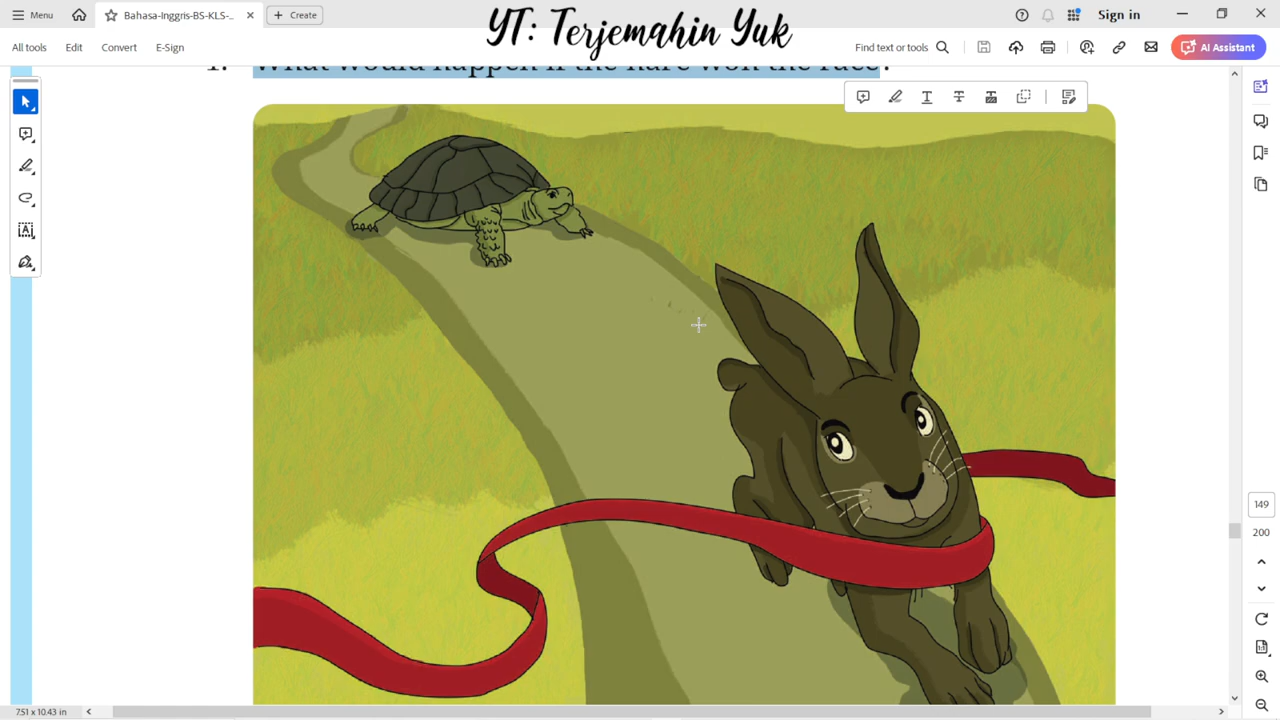 Menu
Bahasa-Inggris-BS-KLS-...
Create
YT: Terjemahin Yuk
Sign in
All tools
Edit
Convert
E-Sign
Find text or tools
AI Assistant
1. What would happen if the hare won the race?
149
200
7.51 x 10.43 in